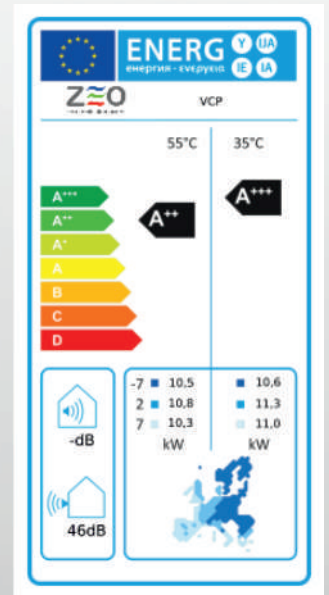 ENERG Y IJA
енергия · ενεργεια IE IA
ZEO VCP
55°C 35°C
A+++
A++
A+
A
B
C
D
A++
A+++
-7 10,5 10,6
2 10,8 11,3
7 10,3 11,0
kW kW
-dB
46dB